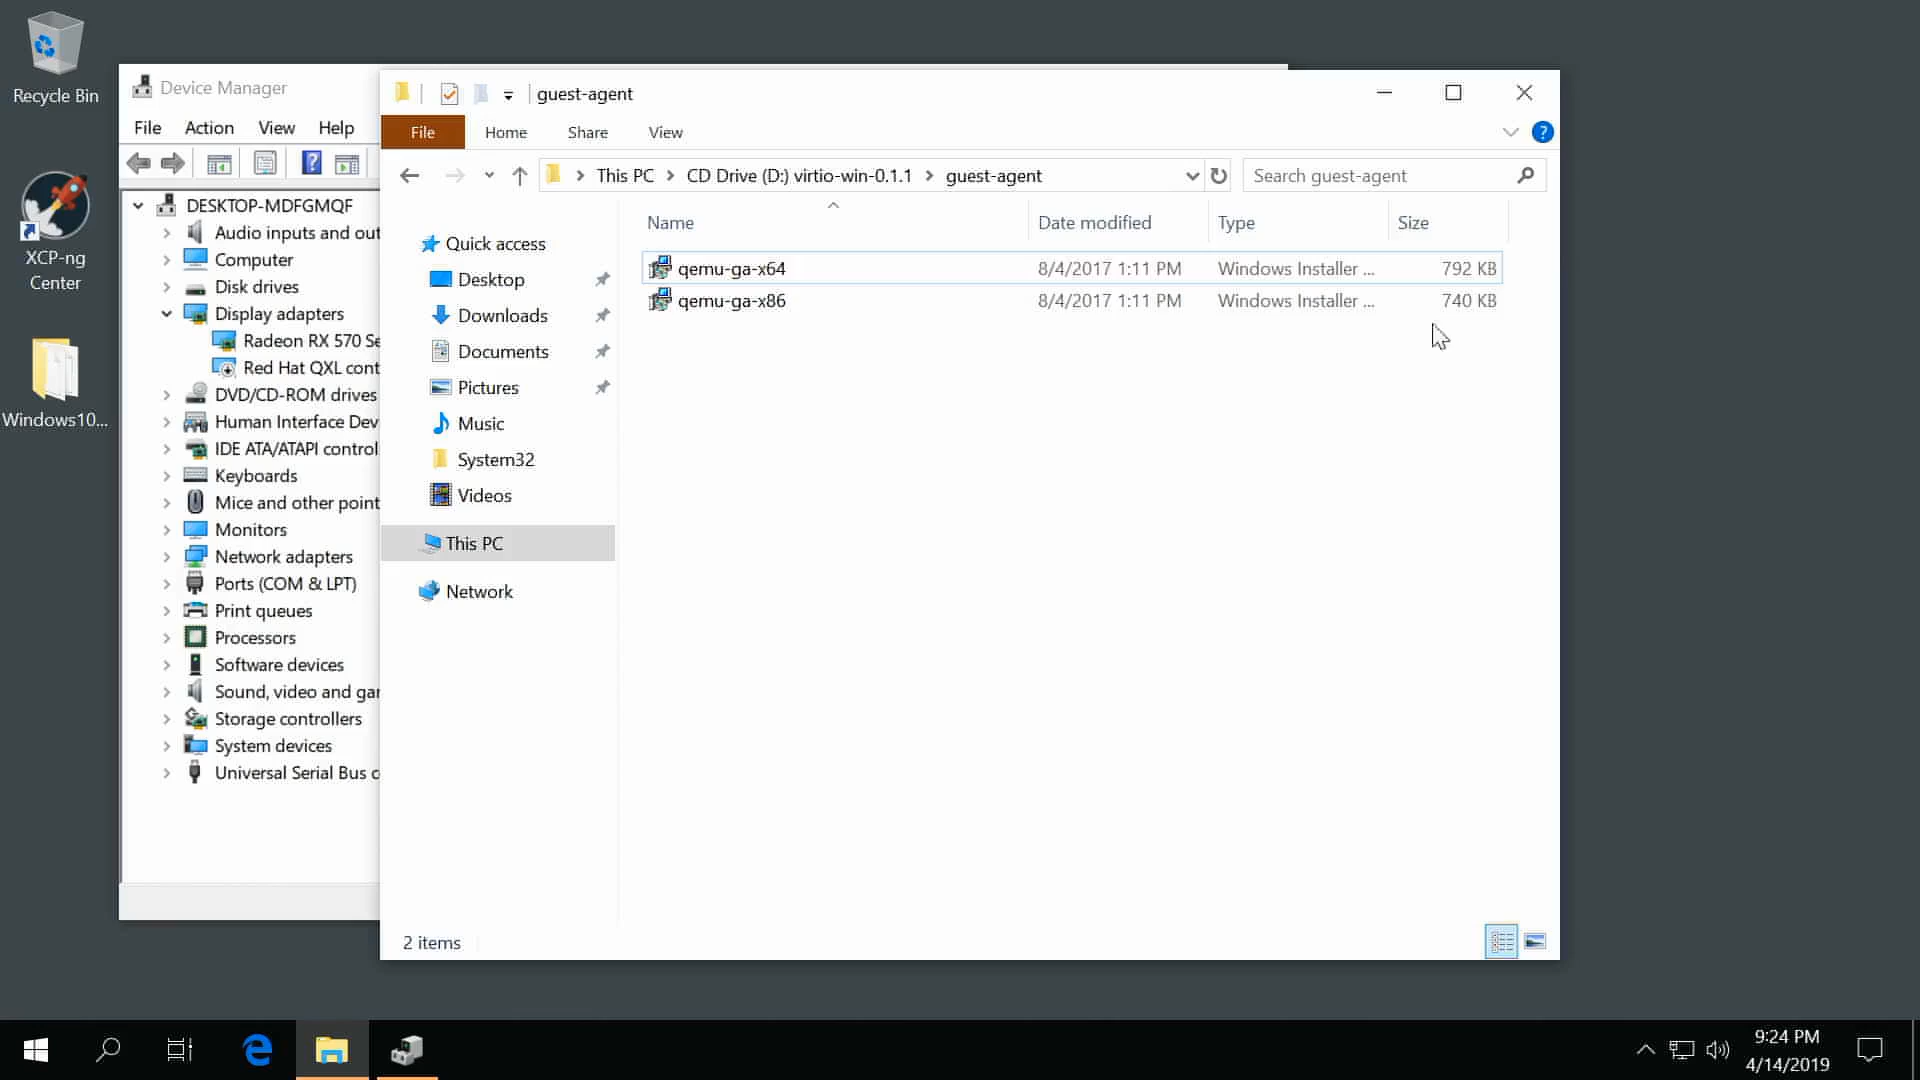 Recycle Bin
XCP-ng
Center
Windows10...
Device Manager
File Action View Help
DESKTOP-MDFGMQF
Audio inputs and out
Computer
Disk drives
Display adapters
Radeon RX 570 Se
Red Hat QXL cont
DVD/CD-ROM drives
Human Interface Dev
IDE ATA/ATAPI control
Keyboards
Mice and other point
Monitors
Network adapters
Ports (COM & LPT)
Print queues
Processors
Software devices
Sound, video and gar
Storage controllers
System devices
Universal Serial Bus c
guest-agent
File Home Share View
?
This PC > CD Drive (D:) virtio-win-0.1.1 > guest-agent
Search guest-agent
Quick access
Desktop
Downloads
Documents
Pictures
Music
System32
Videos
This PC
Network
Name Date modified Type Size
qemu-ga-x64 8/4/2017 1:11 PM Windows Installer ... 792 KB
qemu-ga-x86 8/4/2017 1:11 PM Windows Installer ... 740 KB
2 items
9:24 PM
4/14/2019